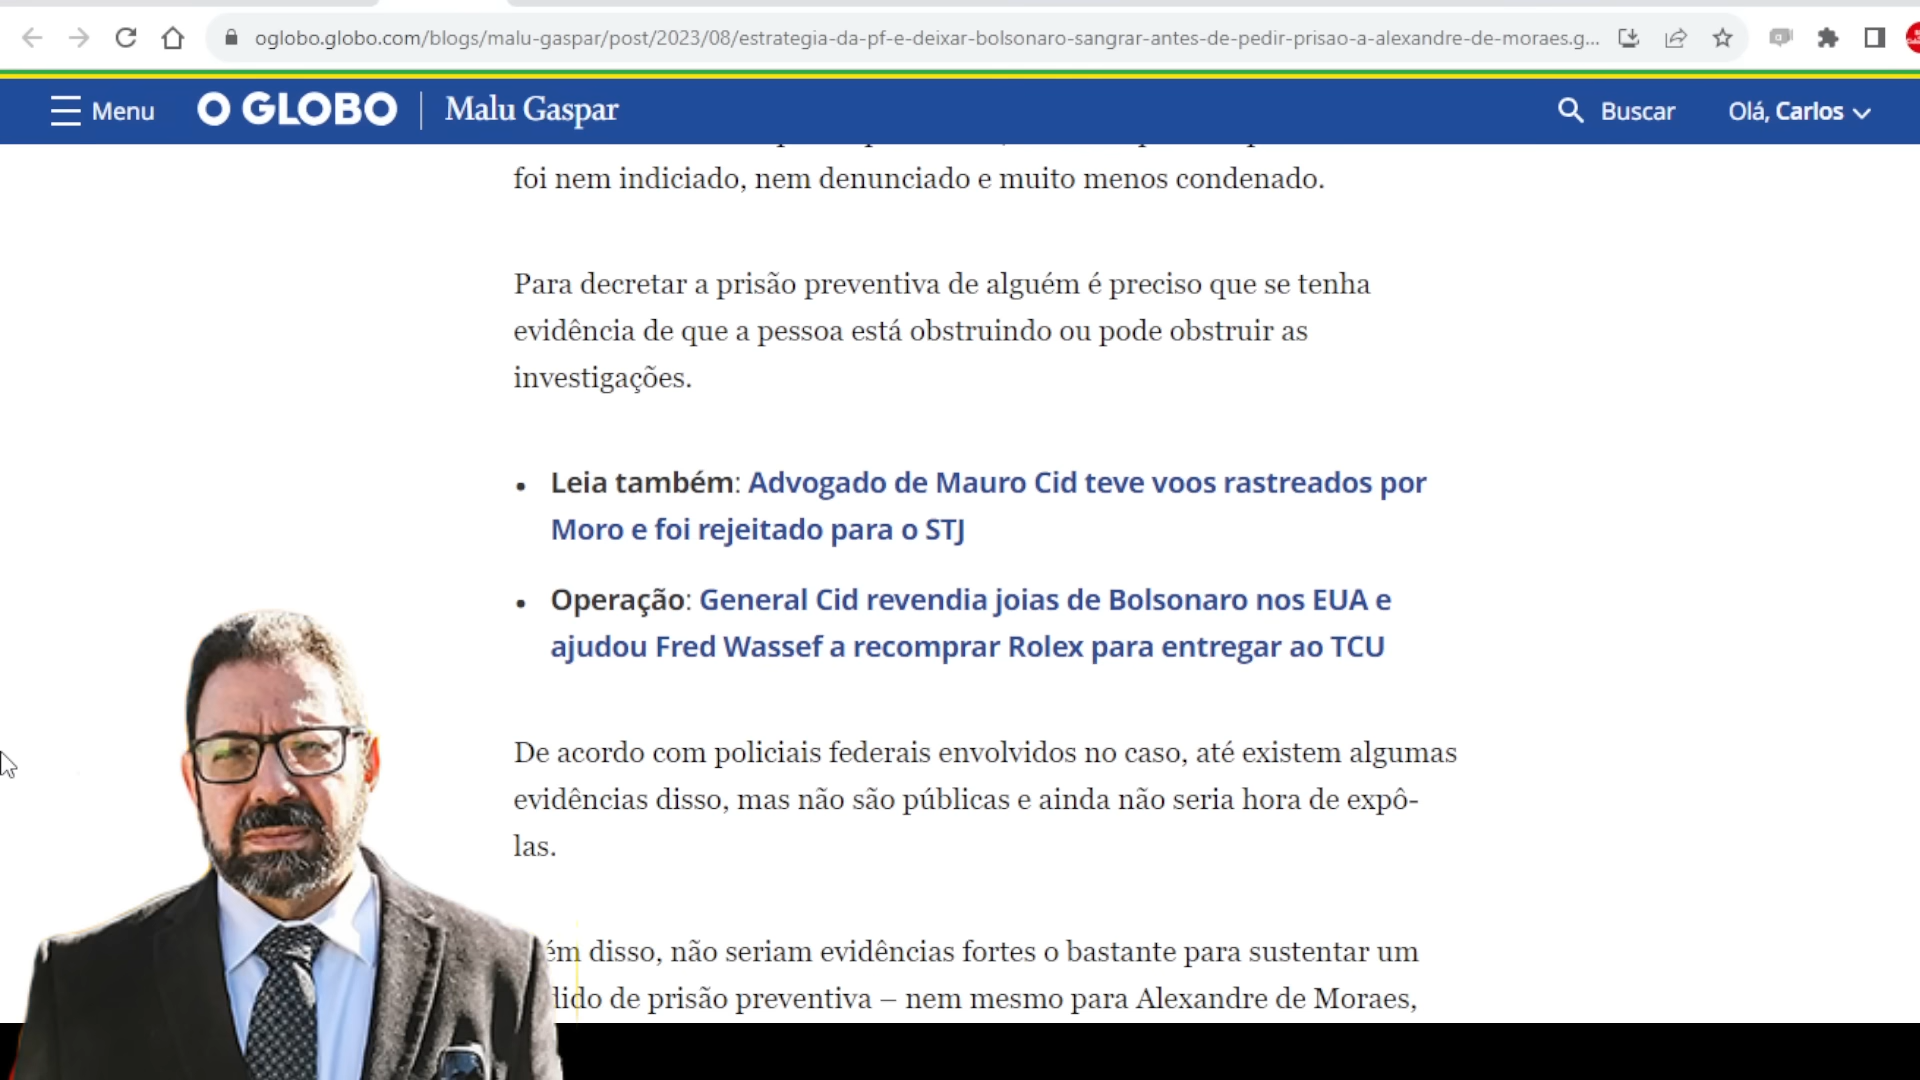 oglobo.globo.com/blogs/malu-gaspar/post/2023/08/estrategia-da-pf-e-deixar-bolsonaro-sangrar-antes-de-pedir-prisao-a-alexandre-de-moraes.g...
Menu O GLOBO | Malu Gaspar Buscar Olá, Carlos
foi nem indiciado, nem denunciado e muito menos condenado.
Para decretar a prisão preventiva de alguém é preciso que se tenha
evidência de que a pessoa está obstruindo ou pode obstruir as
investigações.
• Leia também: Advogado de Mauro Cid teve voos rastreados por
Moro e foi rejeitado para o STJ
• Operação: General Cid revendia joias de Bolsonaro nos EUA e
ajudou Fred Wassef a recomprar Rolex para entregar ao TCU
De acordo com policiais federais envolvidos no caso, até existem algumas
evidências disso, mas não são públicas e ainda não seria hora de expô-
las.
ém disso, não seriam evidências fortes o bastante para sustentar um
dido de prisão preventiva – nem mesmo para Alexandre de Moraes,